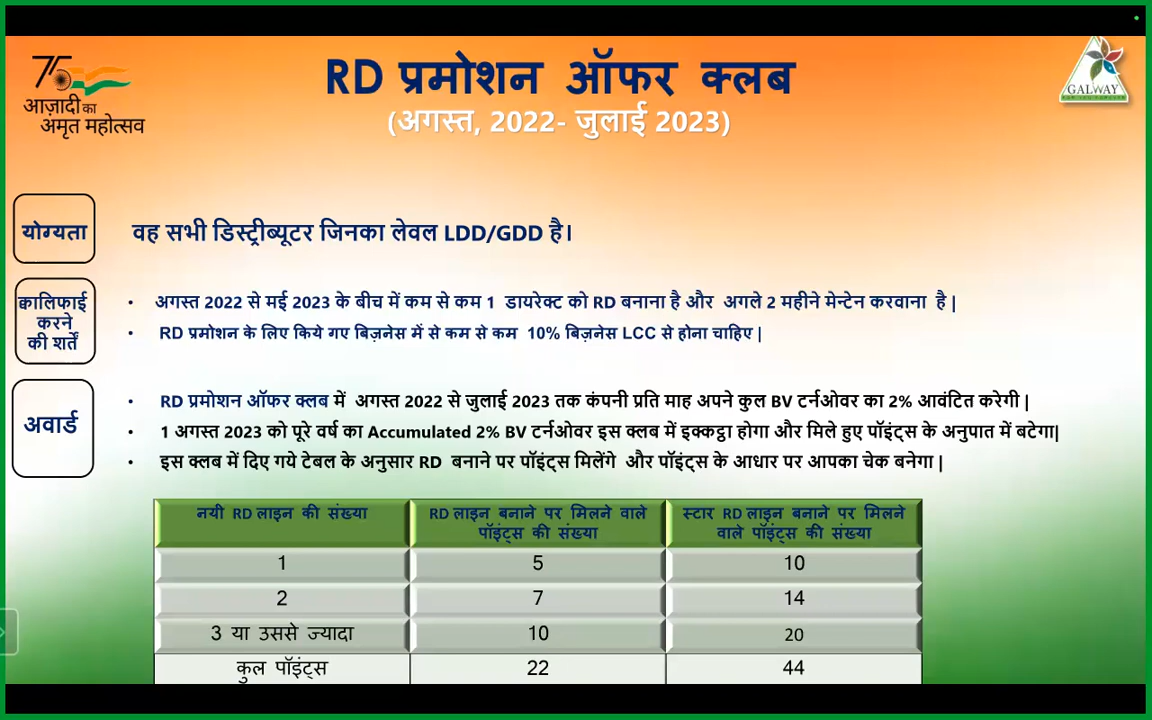 75
आज़ादी का
अमृत महोत्सव
RD प्रमोशन ऑफर क्लब
(अगस्त, 2022- जुलाई 2023)
GALWAY
योग्यता
वह सभी डिस्ट्रीब्यूटर जिनका लेवल LDD/GDD है।
क्वालिफाई
करने
की शर्तें
• अगस्त 2022 से मई 2023 के बीच में कम से कम 1 डायरेक्ट को RD बनाना है और अगले 2 महीने मेन्टेन करवाना है |
• RD प्रमोशन के लिए किये गए बिज़नेस में से कम से कम 10% बिज़नेस LCC से होना चाहिए |
अवार्ड
• RD प्रमोशन ऑफर क्लब में अगस्त 2022 से जुलाई 2023 तक कंपनी प्रति माह अपने कुल BV टर्नओवर का 2% आवंटित करेगी |
• 1 अगस्त 2023 को पूरे वर्ष का Accumulated 2% BV टर्नओवर इस क्लब में इक्कट्ठा होगा और मिले हुए पॉइंट्स के अनुपात में बटेगा|
• इस क्लब में दिए गये टेबल के अनुसार RD बनाने पर पॉइंट्स मिलेंगे और पॉइंट्स के आधार पर आपका चेक बनेगा |
नयी RD लाइन की संख्या RD लाइन बनाने पर मिलने वाले पॉइंट्स की संख्या स्टार RD लाइन बनाने पर मिलने वाले पॉइंट्स की संख्या
1 5 10
2 7 14
3 या उससे ज्यादा 10 20
कुल पॉइंट्स 22 44